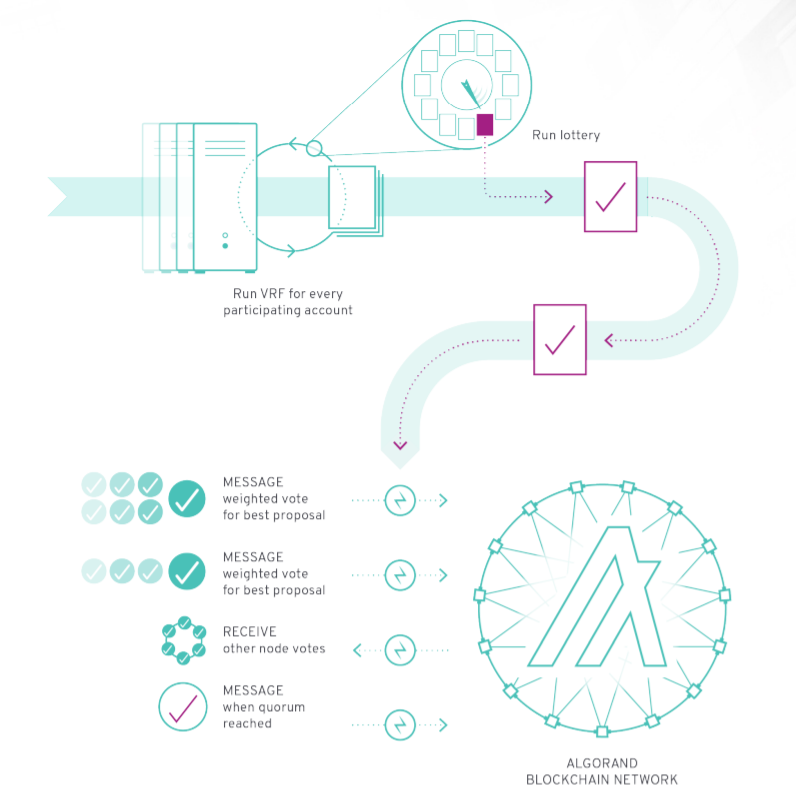 Run lottery
Run VRF for every
participating account
MESSAGE
weighted vote
for best proposal
MESSAGE
weighted vote
for best proposal
RECEIVE
other node votes
MESSAGE
when quorum
reached
ALGORAND
BLOCKCHAIN NETWORK